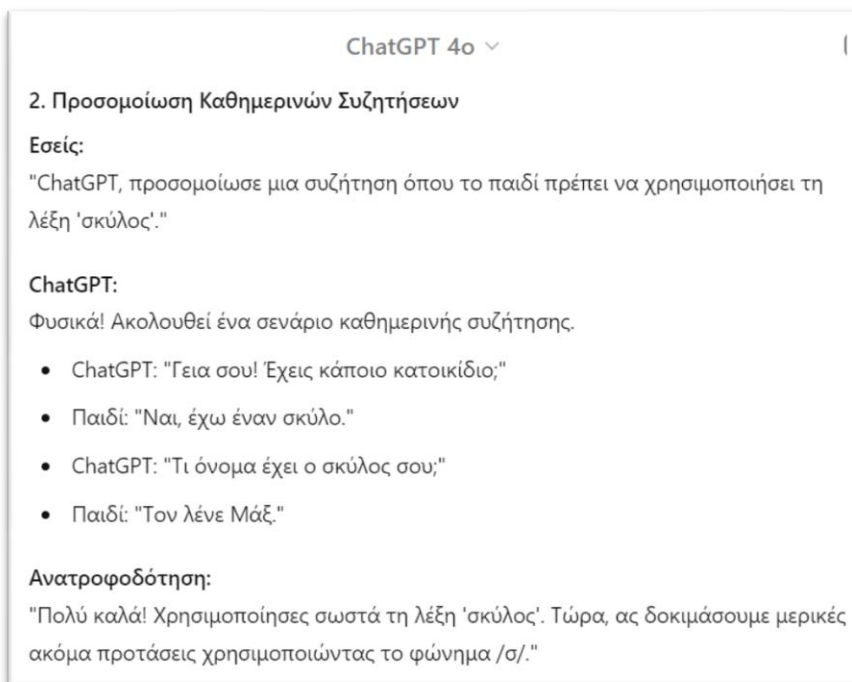 ChatGPT 4o
2. Προσομοίωση Καθημερινών Συζητήσεων
Εσείς:
"ChatGPT, προσομοίωσε μια συζήτηση όπου το παιδί πρέπει να χρησιμοποιήσει τη
λέξη 'σκύλος'."
ChatGPT:
Φυσικά! Ακολουθεί ένα σενάριο καθημερινής συζήτησης.
• ChatGPT: "Γεια σου! Έχεις κάποιο κατοικίδιο;"
• Παιδί: "Ναι, έχω έναν σκύλο."
• ChatGPT: "Τι όνομα έχει ο σκύλος σου;"
• Παιδί: "Τον λένε Μάξ."
Ανατροφοδότηση:
"Πολύ καλά! Χρησιμοποίησες σωστά τη λέξη 'σκύλος'. Τώρα, ας δοκιμάσουμε μερικές
ακόμα προτάσεις χρησιμοποιώντας το φώνημα /σ/."